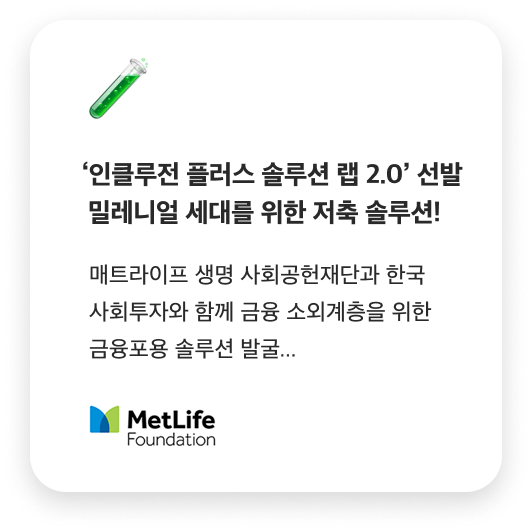 ‘인클루전 플러스 솔루션 랩 2.0’ 선발
밀레니얼 세대를 위한 저축 솔루션!
매트라이프 생명 사회공헌재단과 한국
사회투자와 함께 금융 소외계층을 위한
금융포용 솔루션 발굴...
MetLife
Foundation